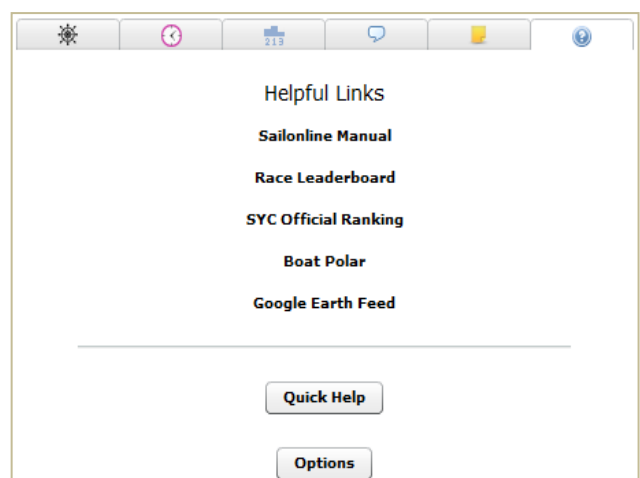 213
?
Helpful Links
Sailonline Manual
Race Leaderboard
SYC Official Ranking
Boat Polar
Google Earth Feed
Quick Help
Options